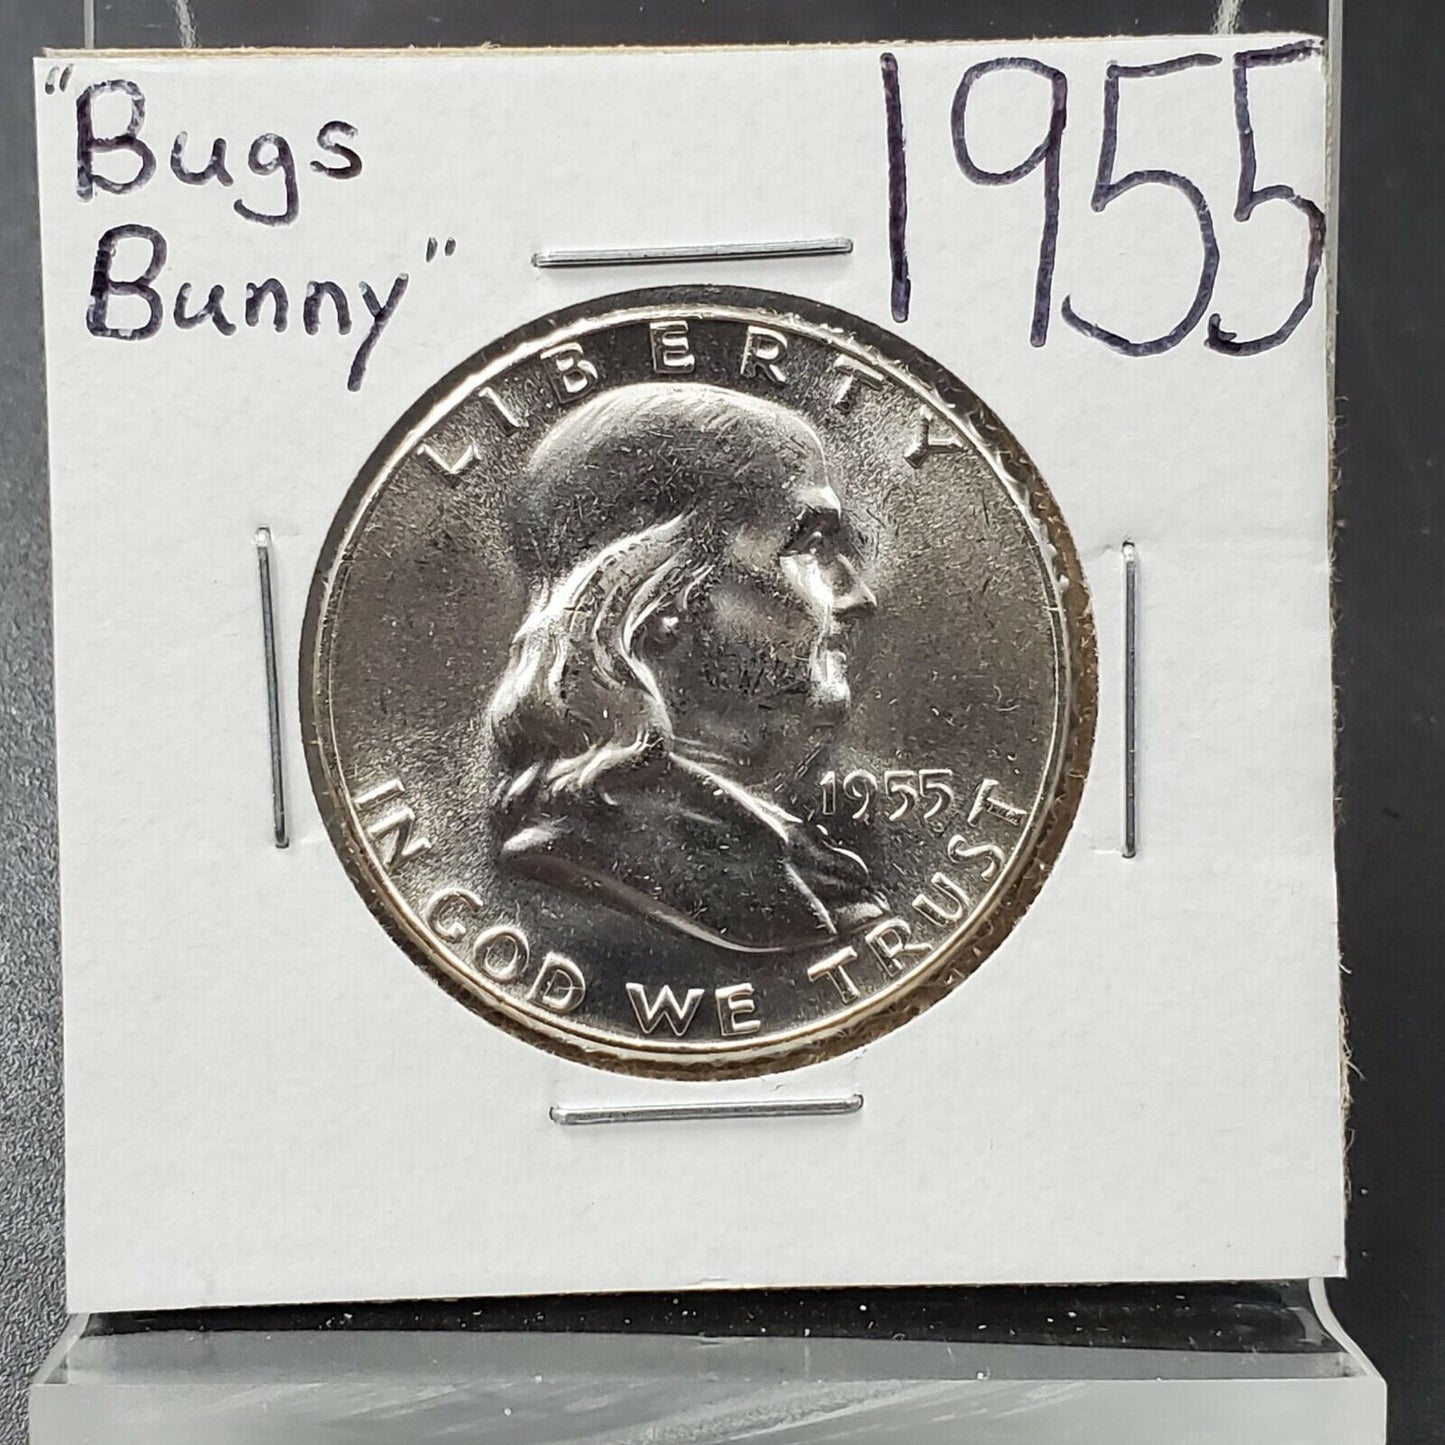 "Bugs
Bunny"
1955
LIBERTY
1955
IN GOD WE TRUST